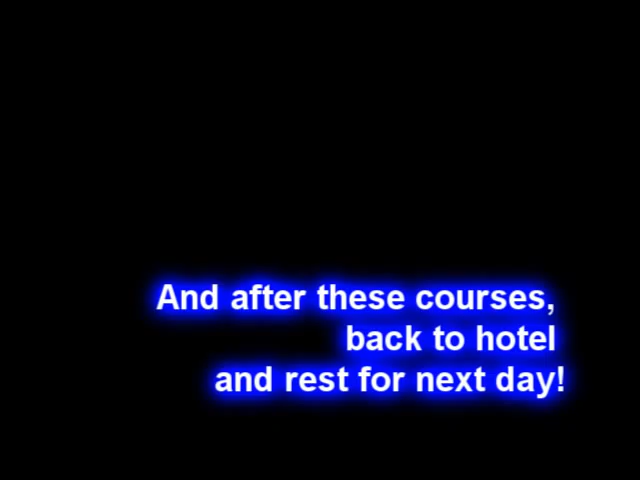 And after these courses,
back to hotel
and rest for next day!